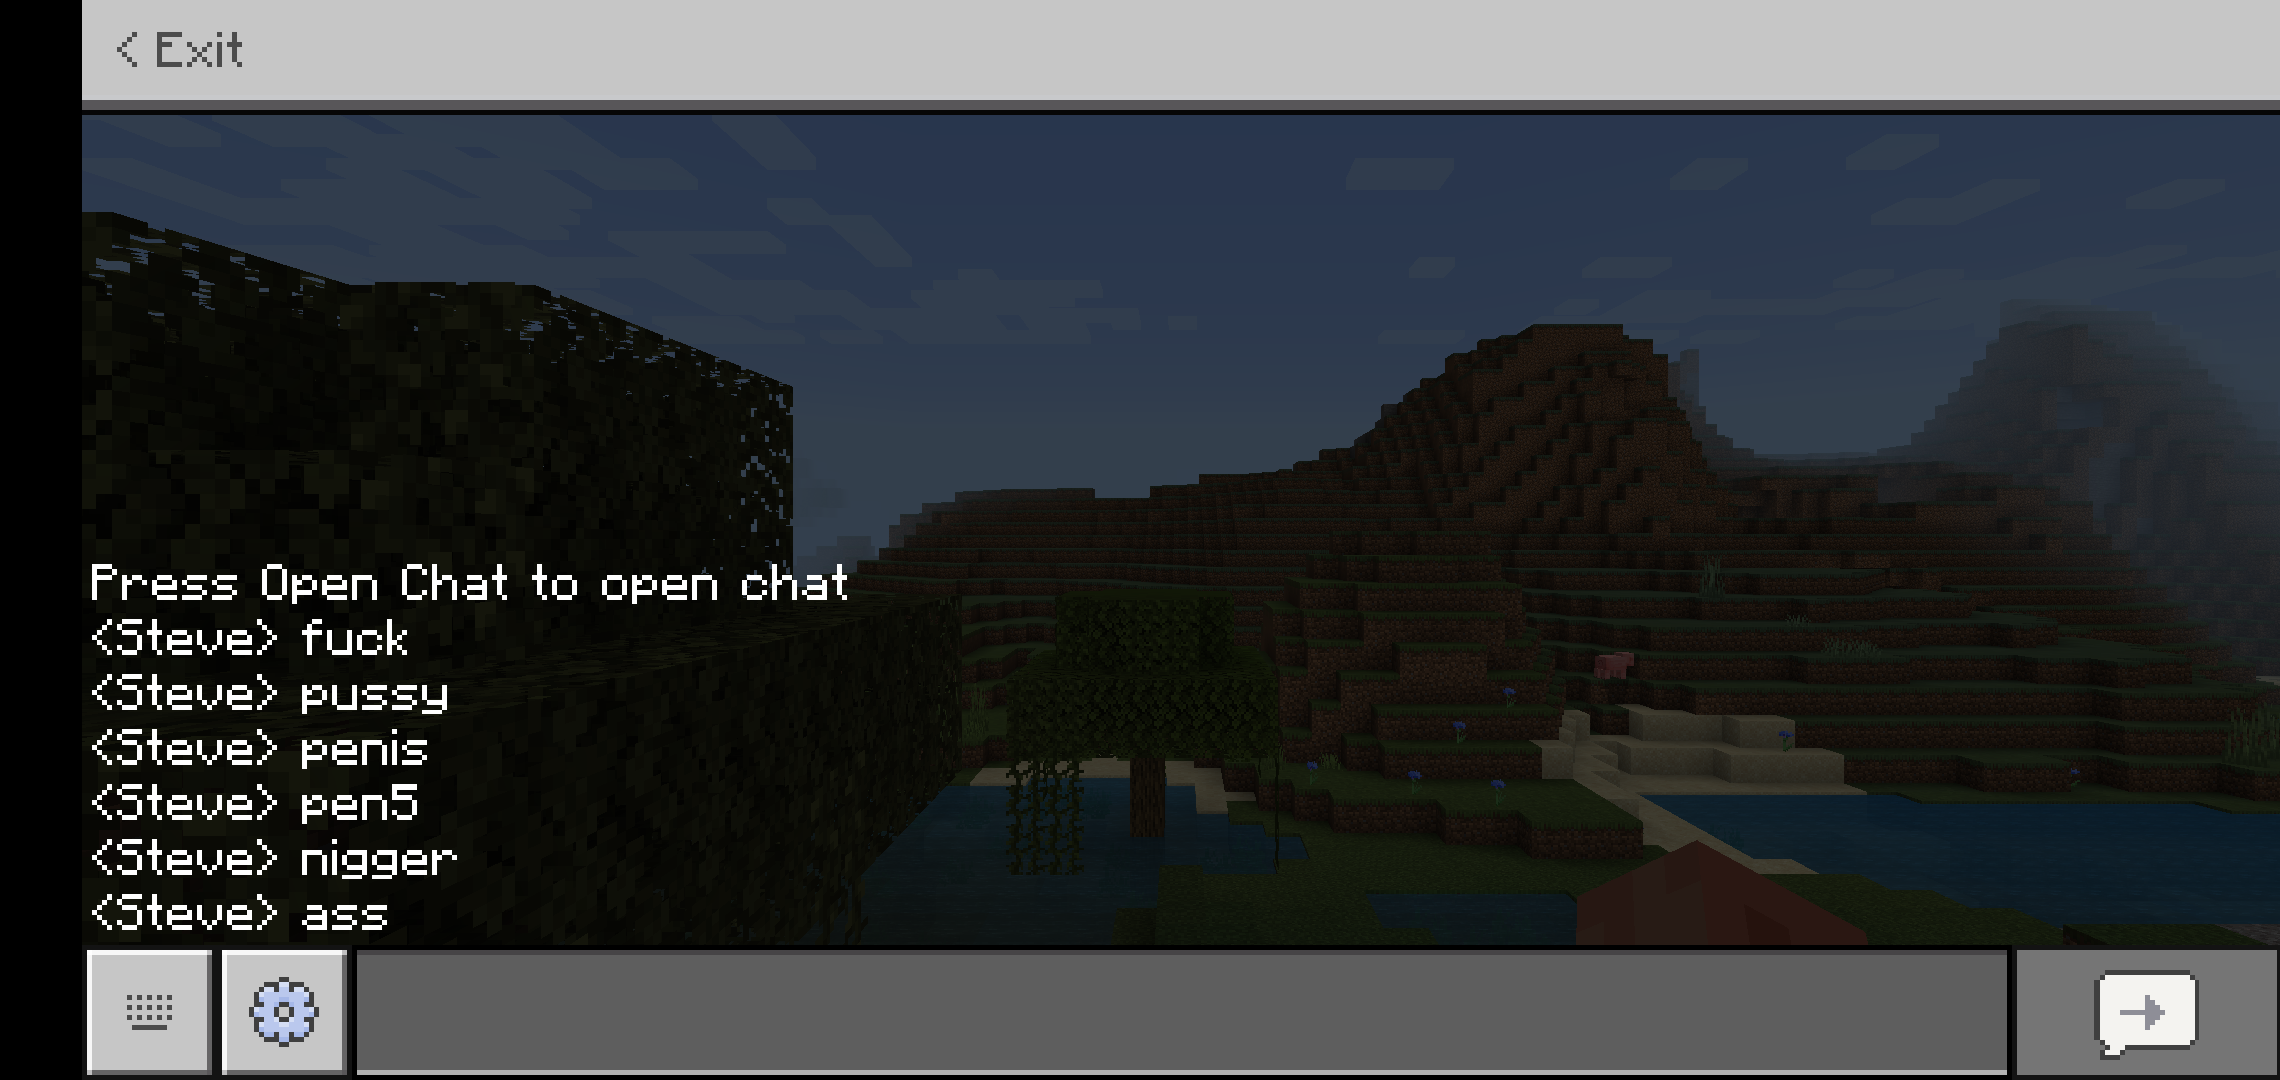 Exit
Press Open Chat to open chat
<Steve> fuck
<Steve> pussy
<Steve> penis
<Steve> pen5
<Steve> nigger
<Steve> ass